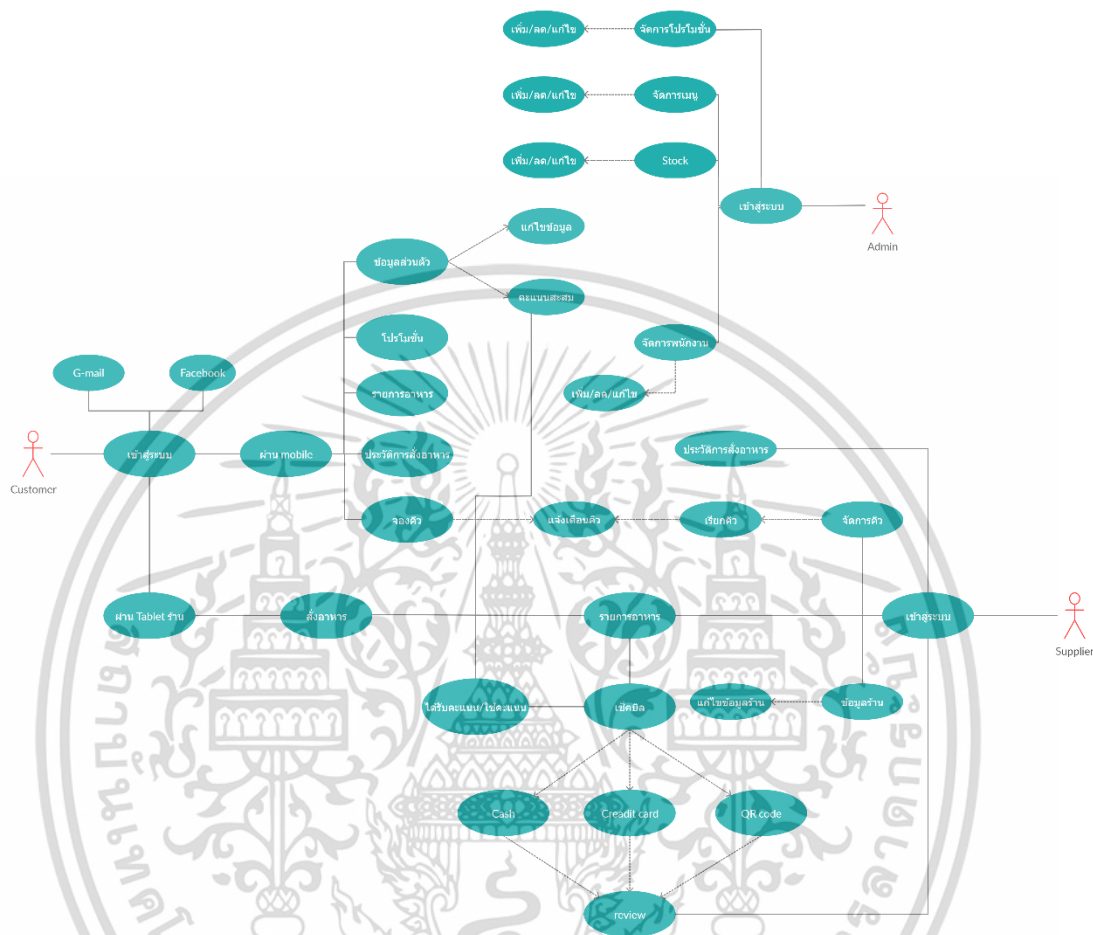 เพิ่ม/ลด/แก้ไข
จัดการโปรโมชั่น
เพิ่ม/ลด/แก้ไข
จัดการเมนู
เพิ่ม/ลด/แก้ไข
Stock
เข้าสู่ระบบ
Admin
แก้ไขข้อมูล
ข้อมูลส่วนตัว
คะแนนสะสม
โปรโมชั่น
จัดการพนักงาน
G-mail
Facebook
รายการอาหาร
เพิ่ม/ลด/แก้ไข
Customer
เข้าสู่ระบบ
ผ่าน mobile
ประวัติการสั่งอาหาร
ประวัติการสั่งอาหาร
จองคิว
แจ้งเตือนคิว
เรียกคิว
จัดการคิว
ผ่าน Tablet ร้าน
สั่งอาหาร
รายการอาหาร
เข้าสู่ระบบ
Supplier
ได้รับคะแนน/ใช้คะแนน
เช็คบิล
แก้ไขข้อมูลร้าน
ข้อมูลร้าน
Cash
Creadit card
QR code
review